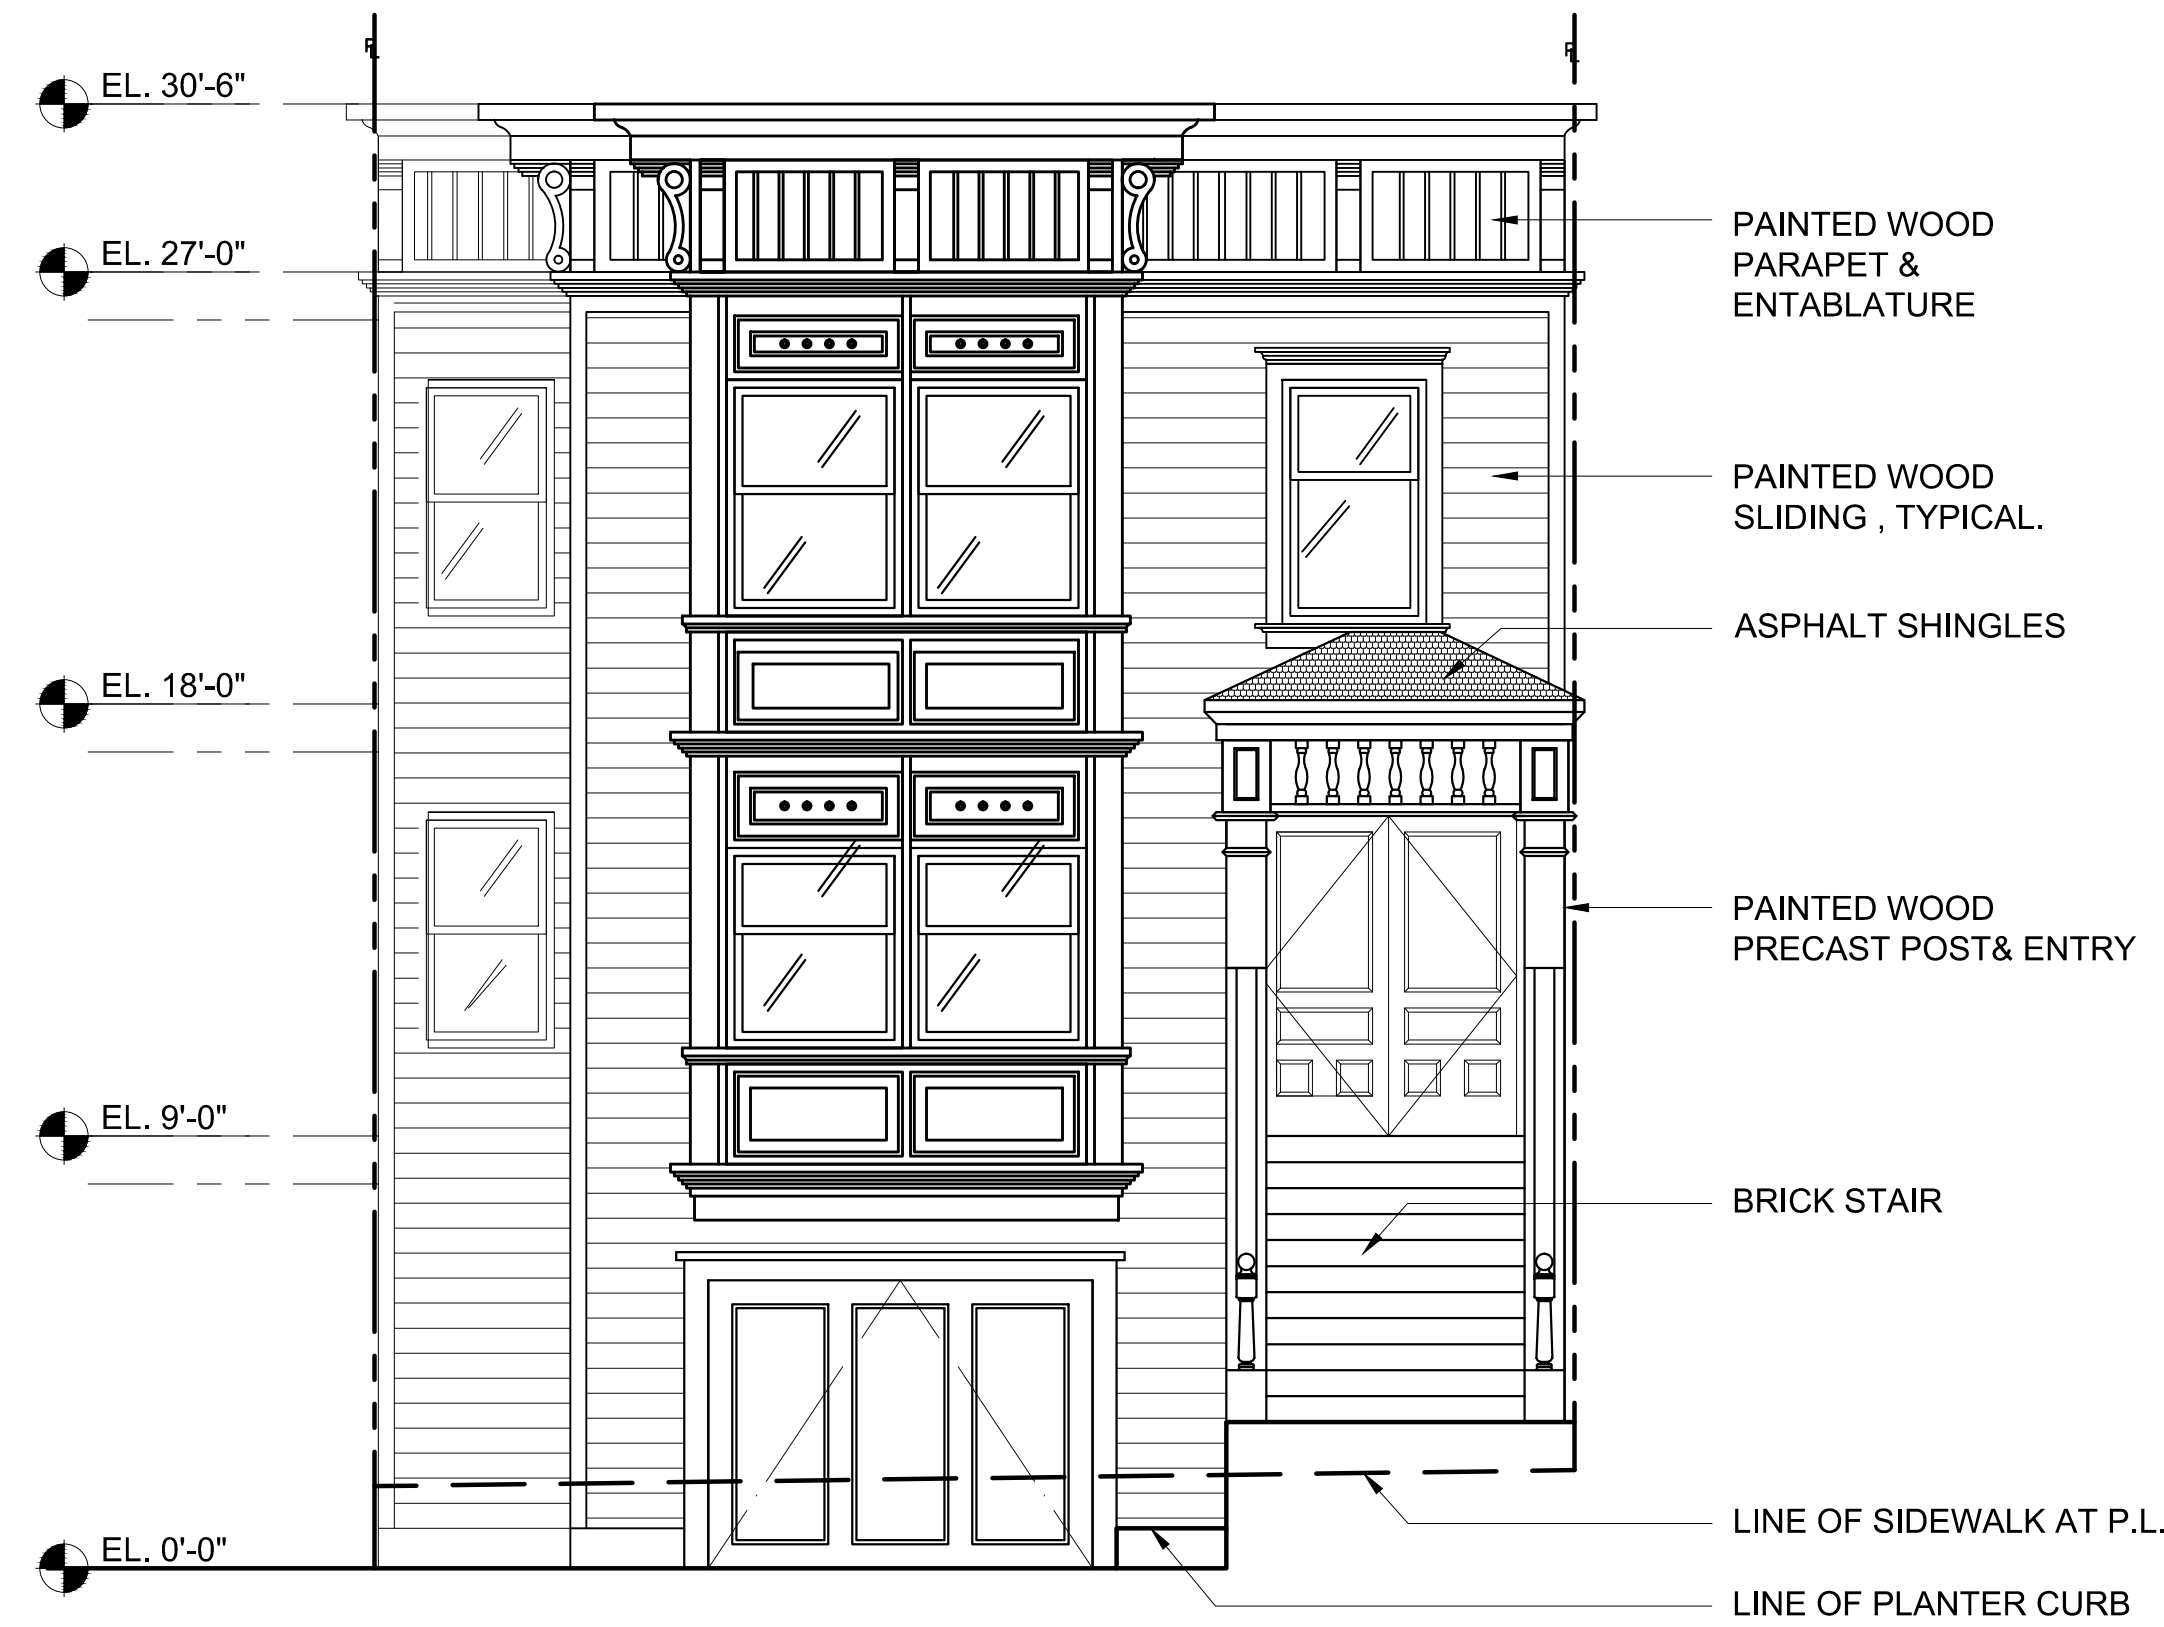 PL
PL
EL. 30'-6"
EL. 27'-0"
PAINTED WOOD
PARAPET &
ENTABLATURE
PAINTED WOOD
SLIDING , TYPICAL.
ASPHALT SHINGLES
EL. 18'-0"
PAINTED WOOD
PRECAST POST& ENTRY
EL. 9'-0"
BRICK STAIR
LINE OF SIDEWALK AT P.L.
EL. 0'-0"
LINE OF PLANTER CURB